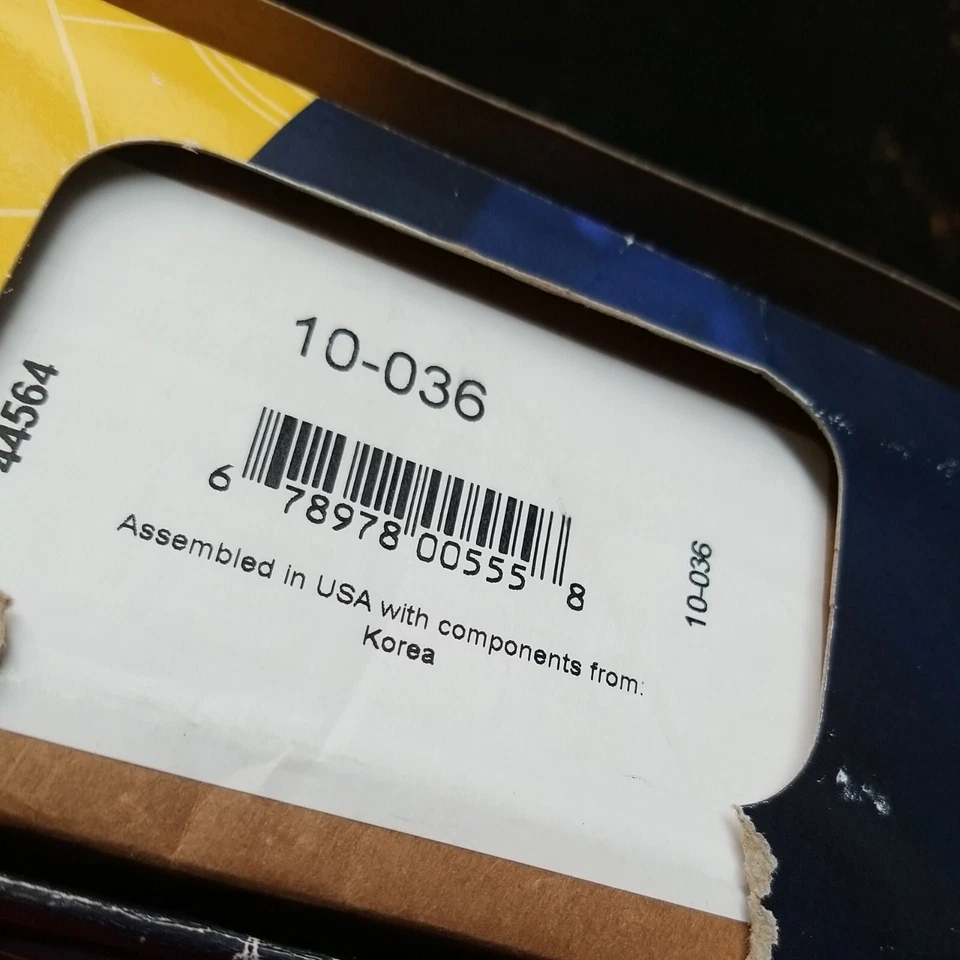 44564
10-036
6 78978 00555 8
Assembled in USA with components from:
Korea
10-036